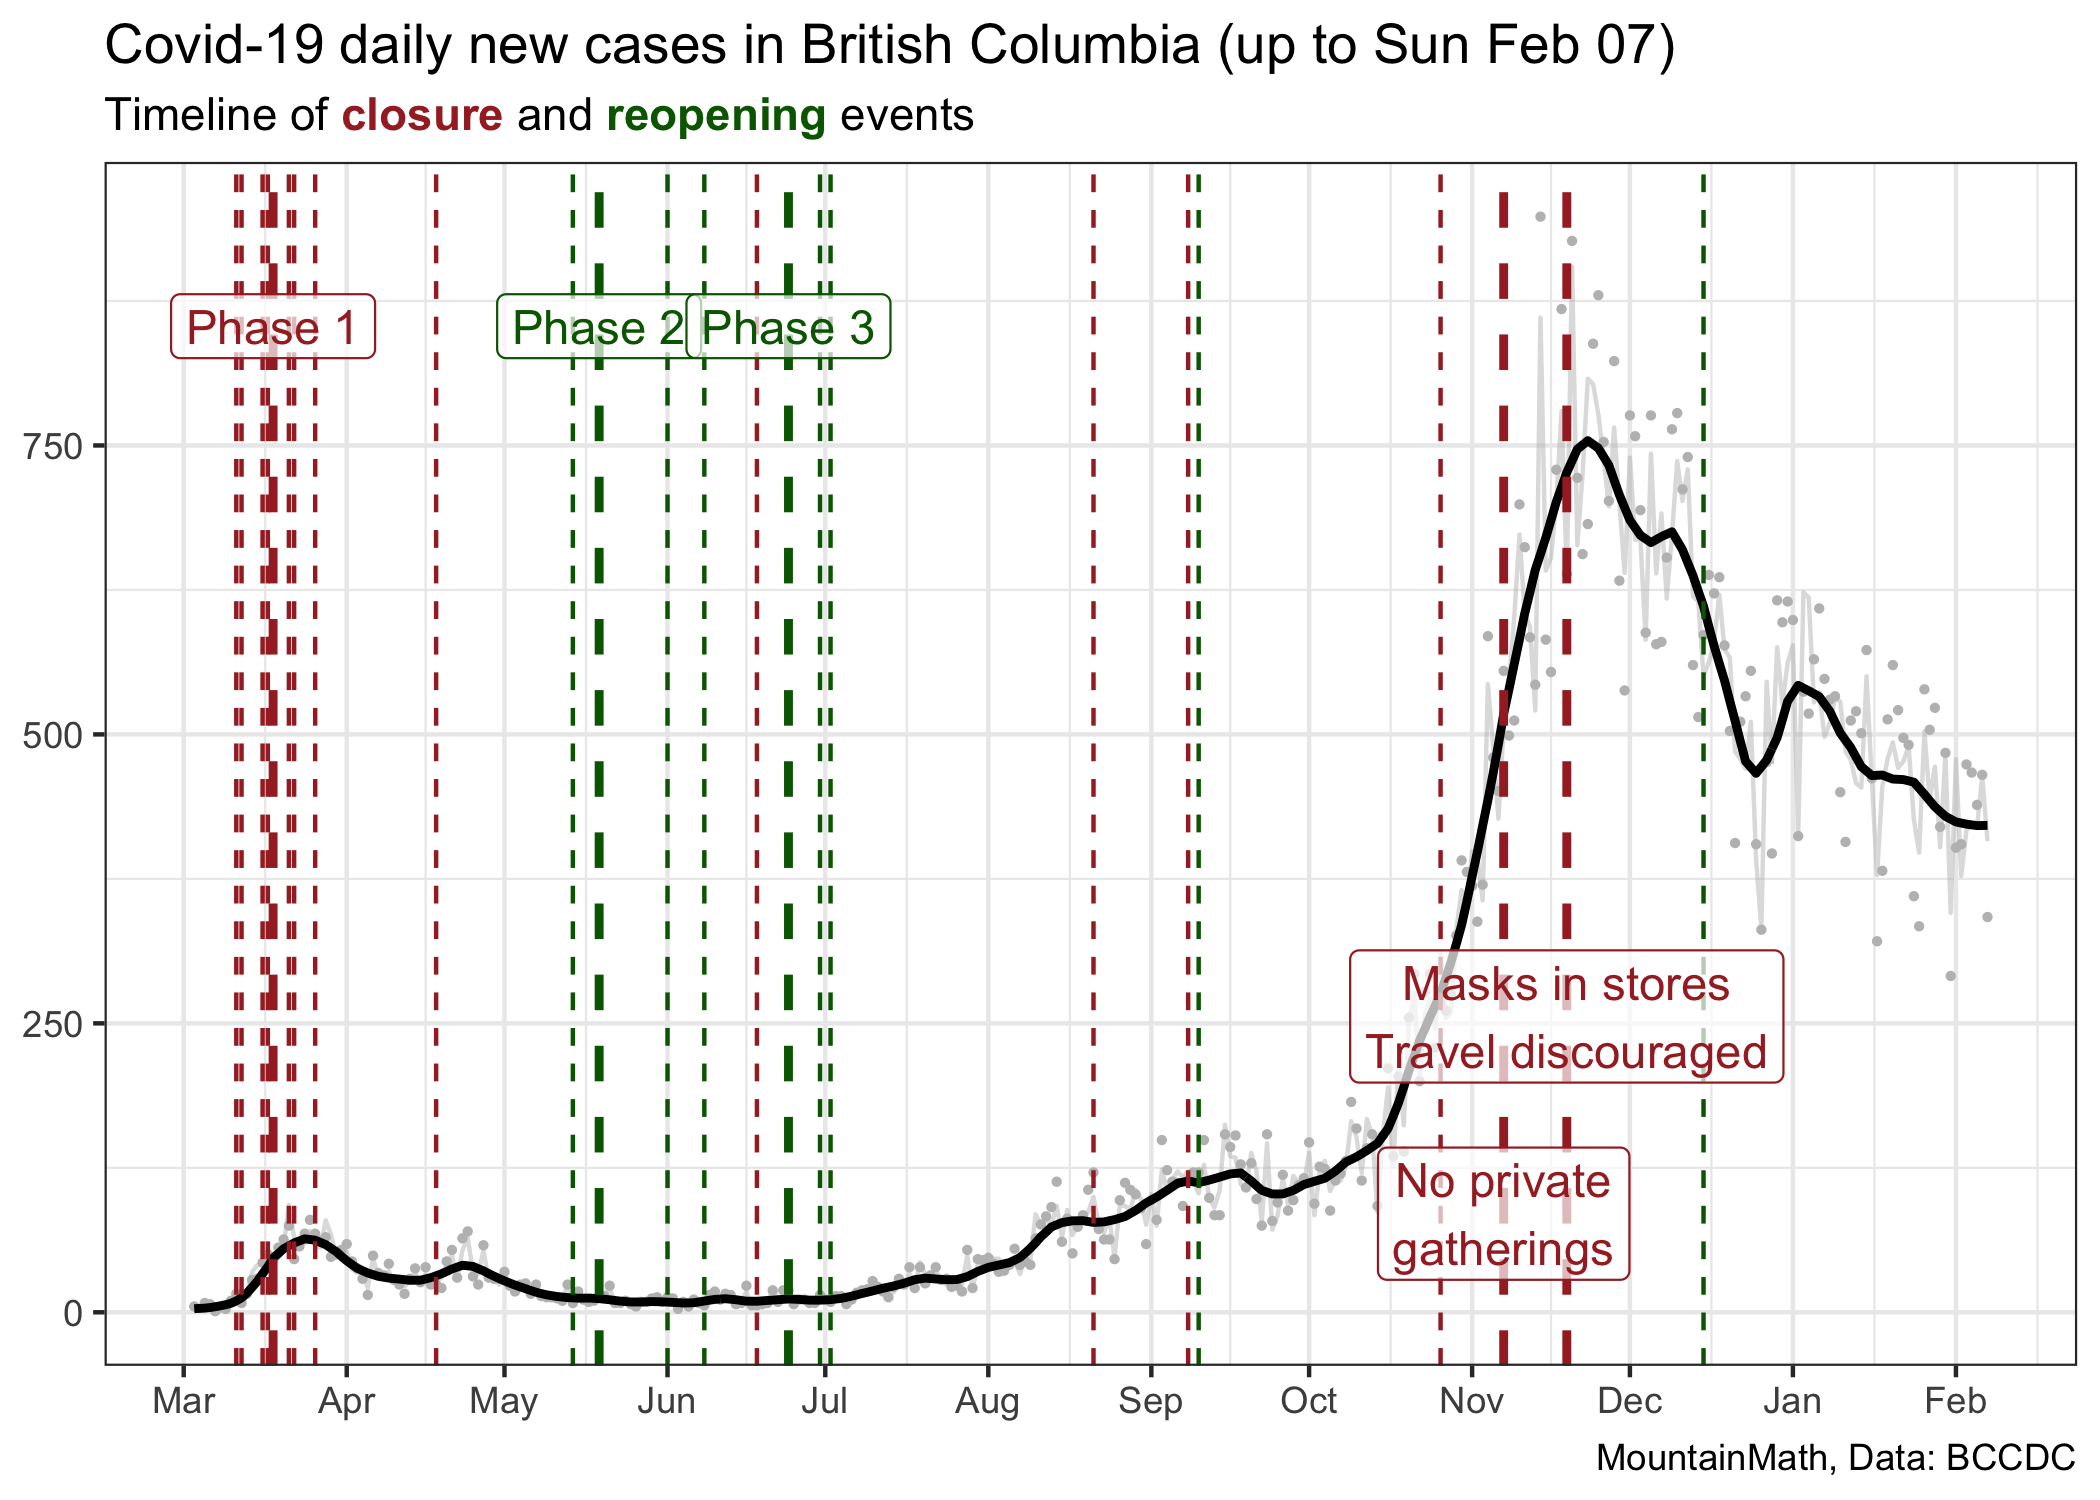 Covid-19 daily new cases in British Columbia (up to Sun Feb 07)
Timeline of closure and reopening events
Phase 1
Phase 2
Phase 3
750
500
250
0
Masks in stores
Travel discouraged
No private
gatherings
Mar Apr May Jun Jul Aug Sep Oct Nov Dec Jan Feb
MountainMath, Data: BCCDC